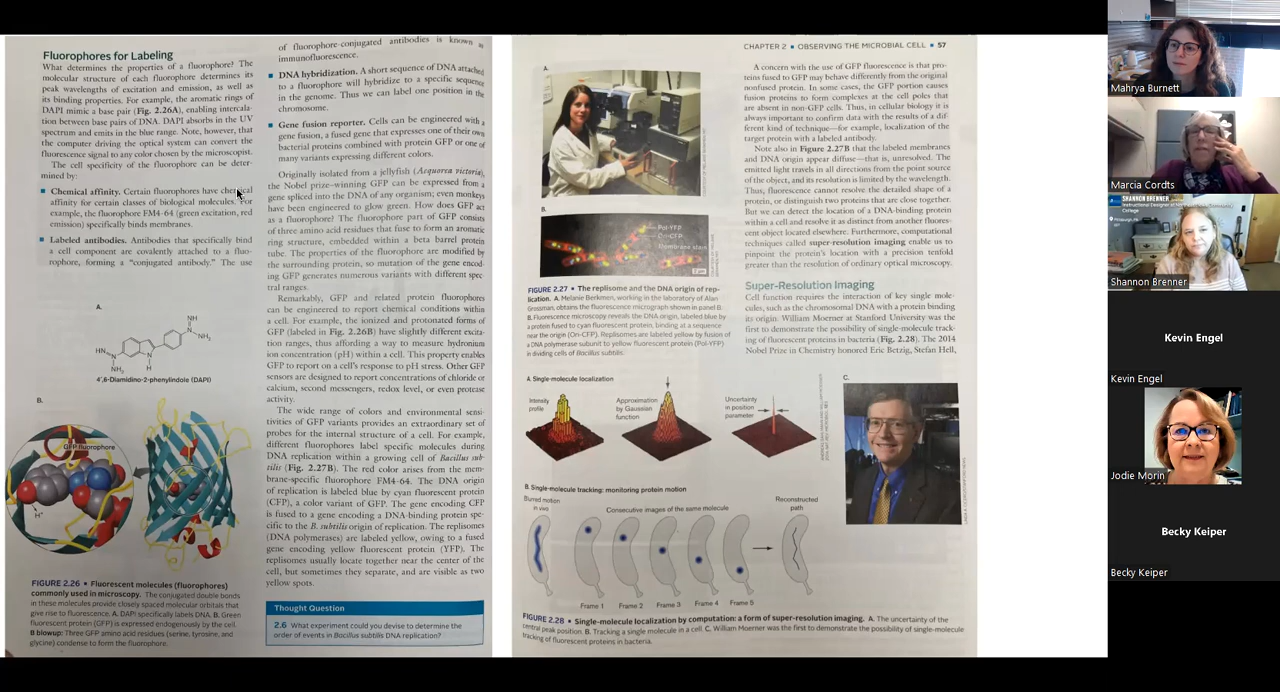 Fluorophores for Labeling
What determines the properties of a fluorophore? The
molecular structure of each fluorophore determines its
peak wavelengths of excitation and emission, as well as
its binding properties. For example, the aromatic rings of
DAPI mimic a base pair (Fig. 2.26A), enabling intercala-
tion between base pairs of DNA. DAPI absorbs in the UV
spectrum and emits in the blue range. Note, however, that
the computer driving the optical system can convert the
fluorescence signal to any color chosen by the microscopist.
The cell specificity of the fluorophore can be deter-
mined by:
Chemical affinity. Certain fluorophores have chemical
affinity for certain classes of biological molecules. For
example, the fluorophore FM4-64 (green excitation, red
emission) specifically binds membranes.
Labeled antibodies. Antibodies that specifically bind
a cell component are covalently attached to a fluo-
rophore, forming a "conjugated antibody." The use
A.
HN
NH2
N
H
NH
NH2
4',6-Diamidino-2-phenylindole (DAPI)
B.
GFP fluorophore
H+
FIGURE 2.26 ▪ Fluorescent molecules (fluorophores)
commonly used in microscopy. The conjugated double bonds
in these molecules provide closely spaced molecular orbitals that
give rise to fluorescence. A. DAPI specifically labels DNA. B. Green
fluorescent protein (GFP) is expressed endogenously by the cell.
B blowup: Three GFP amino acid residues (serine, tyrosine, and
glycine) condense to form the fluorophore.
of fluorophore-conjugated antibodies is known as
immunofluorescence.
DNA hybridization. A short sequence of DNA attached
to a fluorophore will hybridize to a specific sequence
in the genome. Thus we can label one position in the
chromosome.
Gene fusion reporter. Cells can be engineered with a
gene fusion, a fused gene that expresses one of their own
bacterial proteins combined with protein GFP or one of
many variants expressing different colors.
Originally isolated from a jellyfish (Aequorea victoria),
the Nobel prize-winning GFP can be expressed from a
gene spliced into the DNA of any organism; even monkeys
have been engineered to glow green. How does GFP act
as a fluorophore? The fluorophore part of GFP consists
of three amino acid residues that fuse to form an aromatic
ring structure, embedded within a beta barrel protein
tube. The properties of the fluorophore are modified by
the surrounding protein, so mutation of the gene encod-
ing GFP generates numerous variants with different spec
tral ranges.
Remarkably, GFP and related protein fluorophores
can be engineered to report chemical conditions within
a cell. For example, the ionized and protonated forms of
GFP (labeled in Fig. 2.26B) have slightly different excita-
tion ranges, thus affording a way to measure hydronium
ion concentration (pH) within a cell. This property enables
GFP to report on a cell's response to pH stress. Other GFP
sensors are designed to report concentrations of chloride or
calcium, second messengers, redox level, or even protease
activity.
The wide range of colors and environmental sensi-
tivities of GFP variants provides an extraordinary set of
probes for the internal structure of a cell. For example,
different fluorophores label specific molecules during
DNA replication within a growing cell of Bacillus sub-
tilis (Fig. 2.27B). The red color arises from the mem-
brane-specific fluorophore FM4-64. The DNA origin
of replication is labeled blue by cyan fluorescent protein
(CFP), a color variant of GFP. The gene encoding CFP
is fused to a gene encoding a DNA-binding protein spe-
cific to the B. subtilis origin of replication. The replisomes
(DNA polymerases) are labeled yellow, owing to a fused
gene encoding yellow fluorescent protein (YFP). The
replisomes usually locate together near the center of the
cell, but sometimes they separate, and are visible as two
yellow spots.
Thought Question
2.6 What experiment could you devise to determine the
order of events in Bacillus subtilis DNA replication?
CHAPTER 2 ▪ OBSERVING THE MICROBIAL CELL ▪ 57
A.
B.
Pol-YFP
Ori-CFP
Membrane stain
2 µm
FIGURE 2.27 ▪ The replisome and the DNA origin of rep-
lication. A. Melanie Berkmen, working in the laboratory of Alan
Grossman, obtains the fluorescence micrograph shown in panel B.
B. Fluorescence microscopy reveals the DNA origin, labeled blue by
a protein fused to cyan fluorescent protein, binding at a sequence
near the origin (Ori-CFP). Replisomes are labeled yellow by fusion of
a DNA polymerase subunit to yellow fluorescent protein (Pol-YFP)
in dividing cells of Bacillus subtilis.
A concern with the use of GFP fluorescence is that pro-
teins fused to GFP may behave differently from the original
nonfused protein. In some cases, the GFP portion causes
fusion proteins to form complexes at the cell poles that
are absent in non-GFP cells. Thus, in cellular biology it is
always important to confirm data with the results of a dif-
ferent kind of technique—for example, localization of the
target protein with a labeled antibody.
Note also in Figure 2.27B that the labeled membranes
and DNA origin appear diffuse—that is, unresolved. The
emitted light travels in all directions from the point source
of the object, and its resolution is limited by the wavelength.
Thus, fluorescence cannot resolve the detailed shape of a
protein, or distinguish two proteins that are close together.
But we can detect the location of a DNA-binding protein
within a cell and resolve it as distinct from another fluores-
cent object located elsewhere. Furthermore, computational
techniques called super-resolution imaging enable us to
pinpoint the protein's location with a precision tenfold
greater than the resolution of ordinary optical microscopy.
Super-Resolution Imaging
Cell function requires the interaction of key single mole-
cules, such as the chromosomal DNA with a protein binding
its origin. William Moerner at Stanford University was the
first to demonstrate the possibility of single-molecule track-
ing of fluorescent proteins in bacteria (Fig. 2.28). The 2014
Nobel Prize in Chemistry honored Eric Betzig, Stefan Hell,
A. Single-molecule localization
Intensity
profile
Approximation
by Gaussian
function
Uncertainty
in position
parameter
C.
B. Single-molecule tracking: monitoring protein motion
Blurred motion
in vivo
Consecutive images of the same molecule
Reconstructed
path
Frame 1
Frame 2
Frame 3
Frame 4
Frame 5
FIGURE 2.28 ▪ Single-molecule localization by computation: a form of super-resolution imaging. A. The uncertainty of the
central peak position. B. Tracking a single molecule in a cell. C. William Moerner was the first to demonstrate the possibility of single-molecule
tracking of fluorescent proteins in bacteria.
Mahrya Burnett
Marcia Cordts
SHANNON BRENNER
Shannon Brenner
Kevin Engel
Kevin Engel
Jodie Morin
Becky Keiper
Becky Keiper